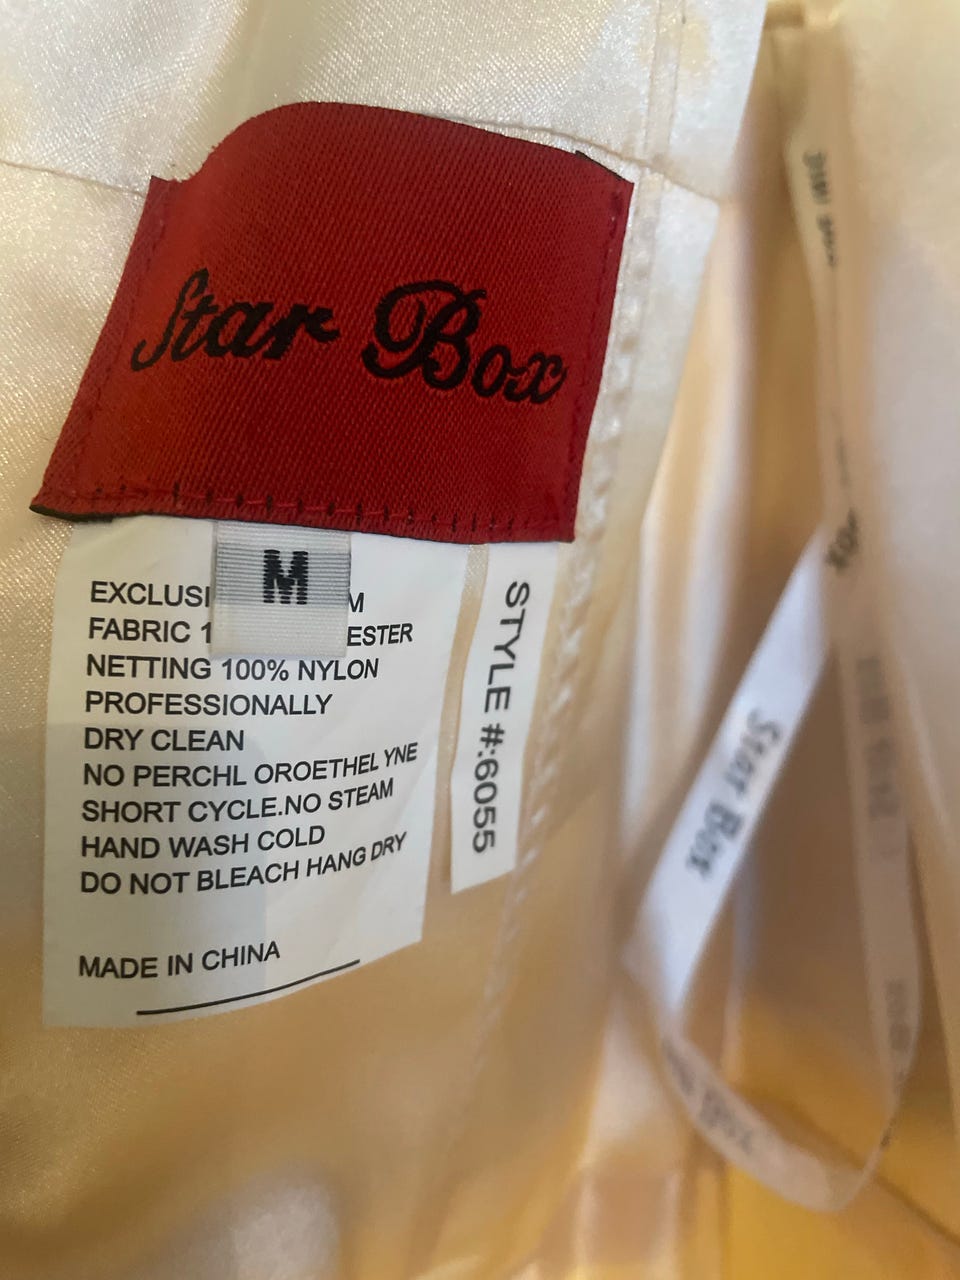 Star Box
M
EXCLUSI M
FABRIC 1 ESTER
NETTING 100% NYLON
PROFESSIONALLY
DRY CLEAN
NO PERCHL OROETHEL YNE
SHORT CYCLE.NO STEAM
HAND WASH COLD
DO NOT BLEACH HANG DRY
MADE IN CHINA
STYLE #:6055
Star Box